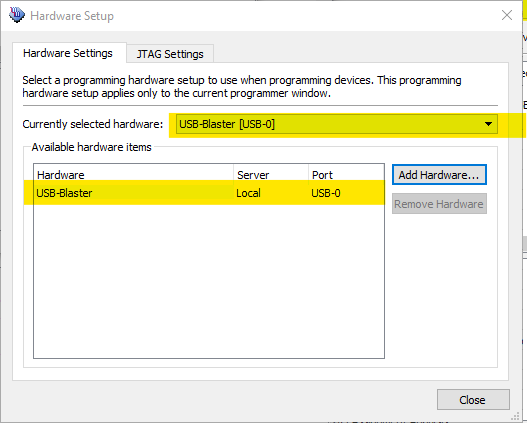 Hardware Setup
Hardware Settings
JTAG Settings
Select a programming hardware setup to use when programming devices. This programming
hardware setup applies only to the current programmer window.
Currently selected hardware: USB-Blaster [USB-0]
Available hardware items
Hardware Server Port
USB-Blaster Local USB-0
Add Hardware...
Remove Hardware
Close